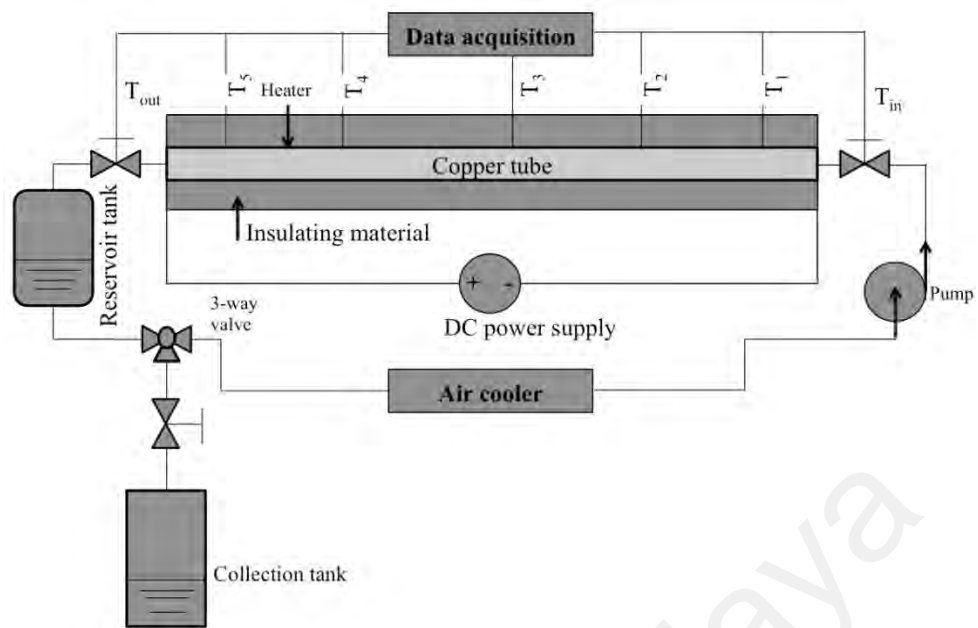 Data acquisition
T5
T4
T3
T2
T1
Tout
Heater
Tin
Copper tube
Insulating material
Reservoir tank
3-way
valve
+ -
DC power supply
Pump
Air cooler
Collection tank
aya